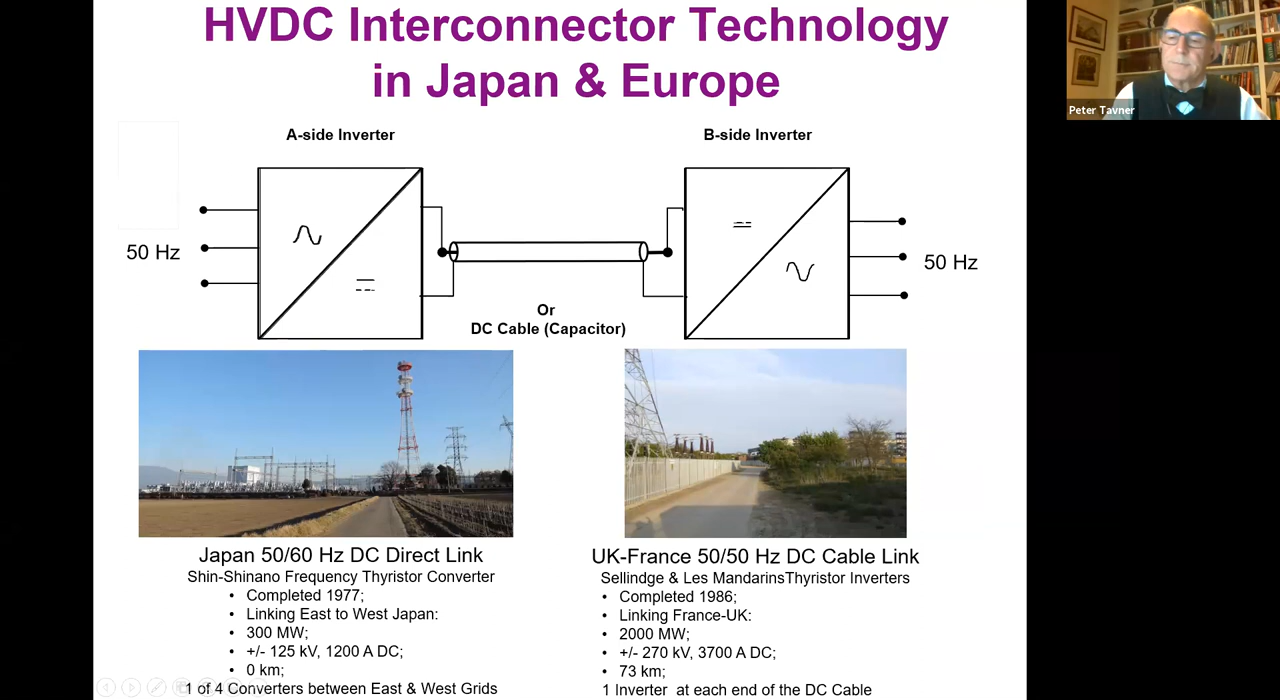 HVDC Interconnector Technology
in Japan & Europe
Peter Tavner
A-side Inverter
B-side Inverter
50 Hz
50 Hz
Or
DC Cable (Capacitor)
Japan 50/60 Hz DC Direct Link
Shin-Shinano Frequency Thyristor Converter
• Completed 1977;
• Linking East to West Japan:
• 300 MW;
• +/- 125 kV, 1200 A DC;
• 0 km;
1 of 4 Converters between East & West Grids
UK-France 50/50 Hz DC Cable Link
Sellindge & Les MandarinsThyristor Inverters
• Completed 1986;
• Linking France-UK:
• 2000 MW;
• +/- 270 kV, 3700 A DC;
• 73 km;
1 Inverter at each end of the DC Cable